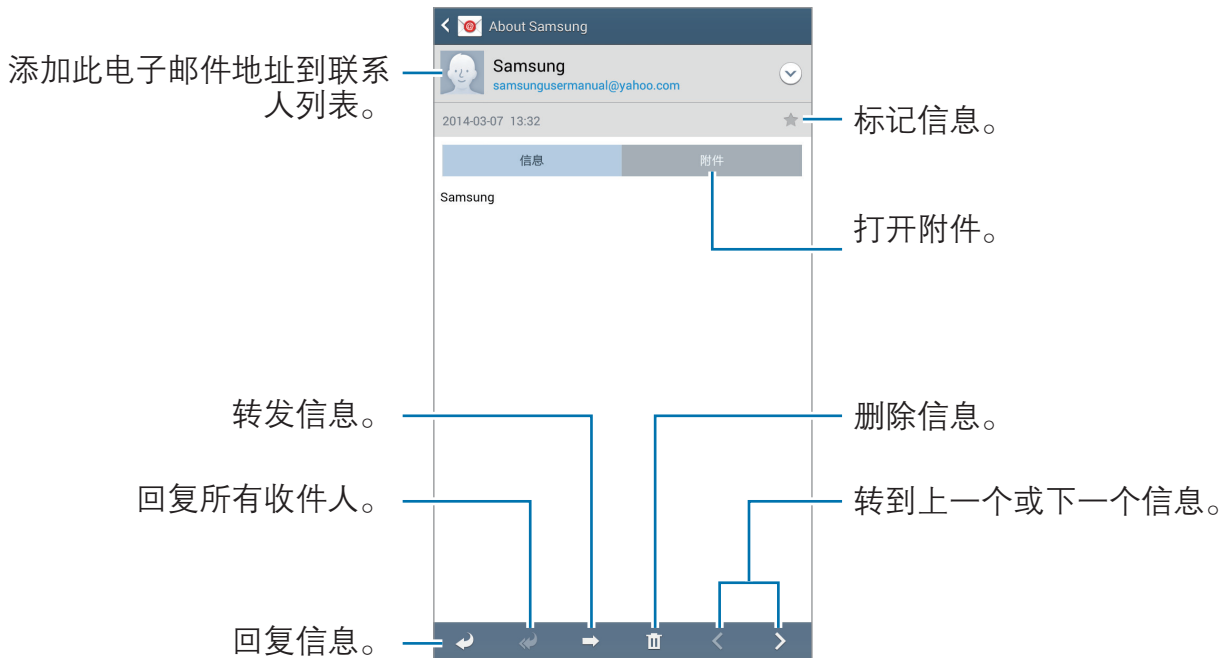 About Samsung
添加此电子邮件地址到联系
人列表。
Samsung
samsungusermanual@yahoo.com
2014-03-07 13:32
标记信息。
信息
附件
Samsung
打开附件。
转发信息。
删除信息。
回复所有收件人。
转到上一个或下一个信息。
回复信息。